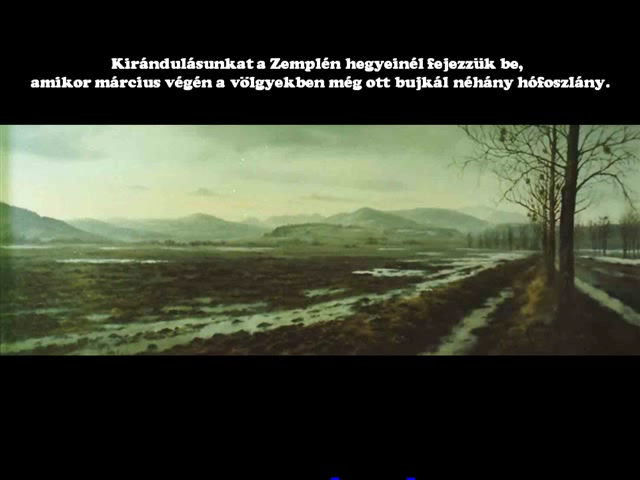 Kirándulásunkat a Zemplén hegyeinél fejezzük be,
amikor március végén a völgyekben még ott bujkál néhány hófoszlány.